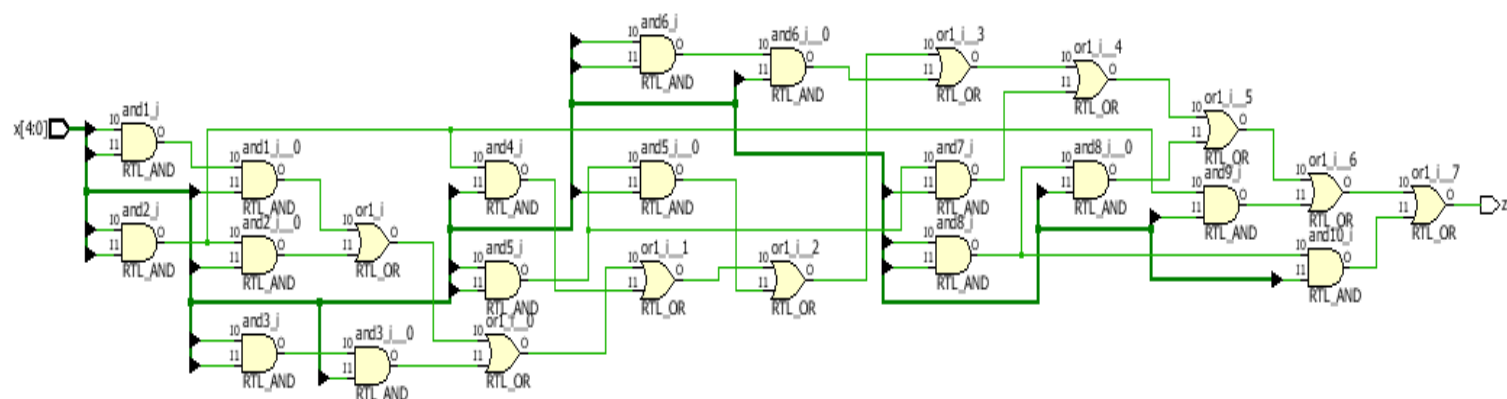 x[4:0]
and1_i
I0
I1
O
RTL_AND
and2_i
I0
I1
O
RTL_AND
and1_i__0
I0
I1
O
RTL_AND
and2_i__0
I0
I1
O
RTL_AND
and3_i
I0
I1
O
RTL_AND
or1_i
I0
I1
O
RTL_OR
and3_i__0
I0
I1
O
RTL_AND
and4_i
I0
I1
O
RTL_AND
and5_i
I0
I1
O
RTL_AND
or1_i__0
I0
I1
O
RTL_OR
and6_i
I0
I1
O
RTL_AND
and5_i__0
I0
I1
O
RTL_AND
or1_i__1
I0
I1
O
RTL_OR
and6_i__0
I0
I1
O
RTL_AND
or1_i__2
I0
I1
O
RTL_OR
or1_i__3
I0
I1
O
RTL_OR
and7_i
I0
I1
O
RTL_AND
and8_i
I0
I1
O
RTL_AND
or1_i__4
I0
I1
O
RTL_OR
and8_i__0
I0
I1
O
RTL_AND
or1_i__5
I0
I1
O
RTL_OR
and9_i
I0
I1
O
RTL_AND
or1_i__6
I0
I1
O
RTL_OR
and10_i
I0
I1
O
RTL_AND
or1_i__7
I0
I1
O
RTL_OR
z